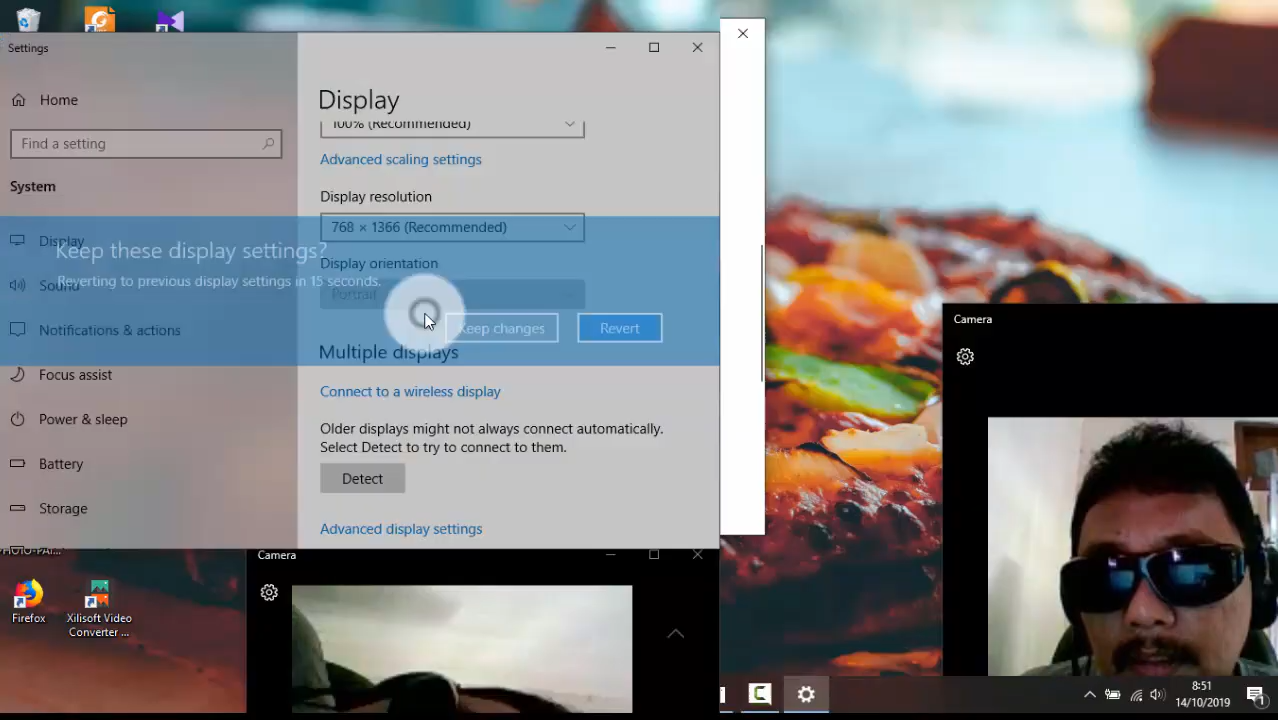 Settings
Home
Find a setting
System
Display
Sound
Notifications & actions
Focus assist
Power & sleep
Battery
Storage
Display
100% (Recommended)
Advanced scaling settings
Display resolution
768 × 1366 (Recommended)
Display orientation
Portrait
Keep these display settings?
Reverting to previous display settings in 15 seconds.
Keep changes
Revert
Multiple displays
Connect to a wireless display
Older displays might not always connect automatically.
Select Detect to try to connect to them.
Detect
Advanced display settings
Firefox
Xilisoft Video
Converter ...
Camera
Camera
8:51
14/10/2019
1